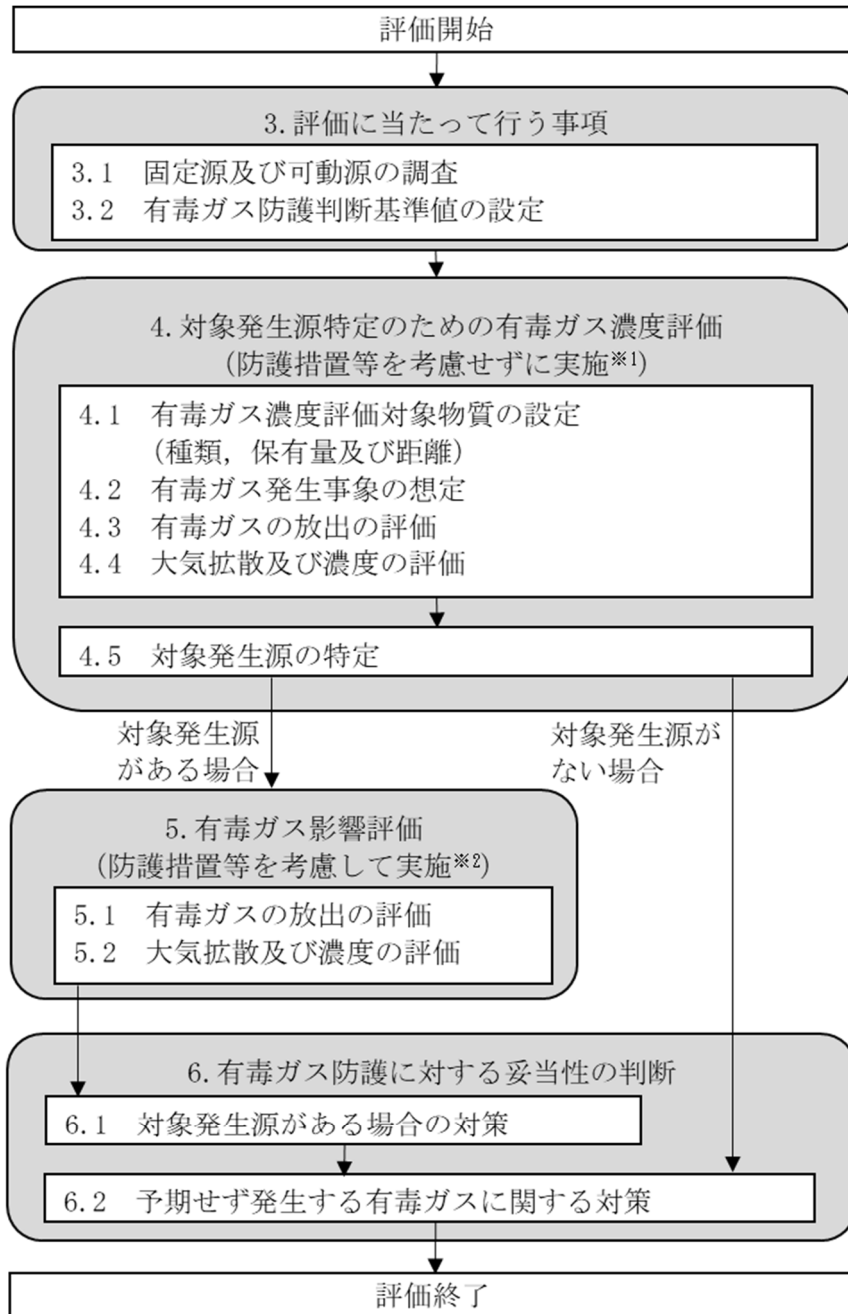 評価開始
3.評価に当たって行う事項
3.1 固定源及び可動源の調査
3.2 有毒ガス防護判断基準値の設定
4.対象発生源特定のための有毒ガス濃度評価
(防護措置等を考慮せずに実施※1)
4.1 有毒ガス濃度評価対象物質の設定
(種類，保有量及び距離)
4.2 有毒ガス発生事象の想定
4.3 有毒ガスの放出の評価
4.4 大気拡散及び濃度の評価
4.5 対象発生源の特定
対象発生源
がある場合
対象発生源が
ない場合
5.有毒ガス影響評価
(防護措置等を考慮して実施※2)
5.1 有毒ガスの放出の評価
5.2 大気拡散及び濃度の評価
6.有毒ガス防護に対する妥当性の判断
6.1 対象発生源がある場合の対策
6.2 予期せず発生する有毒ガスに関する対策
評価終了